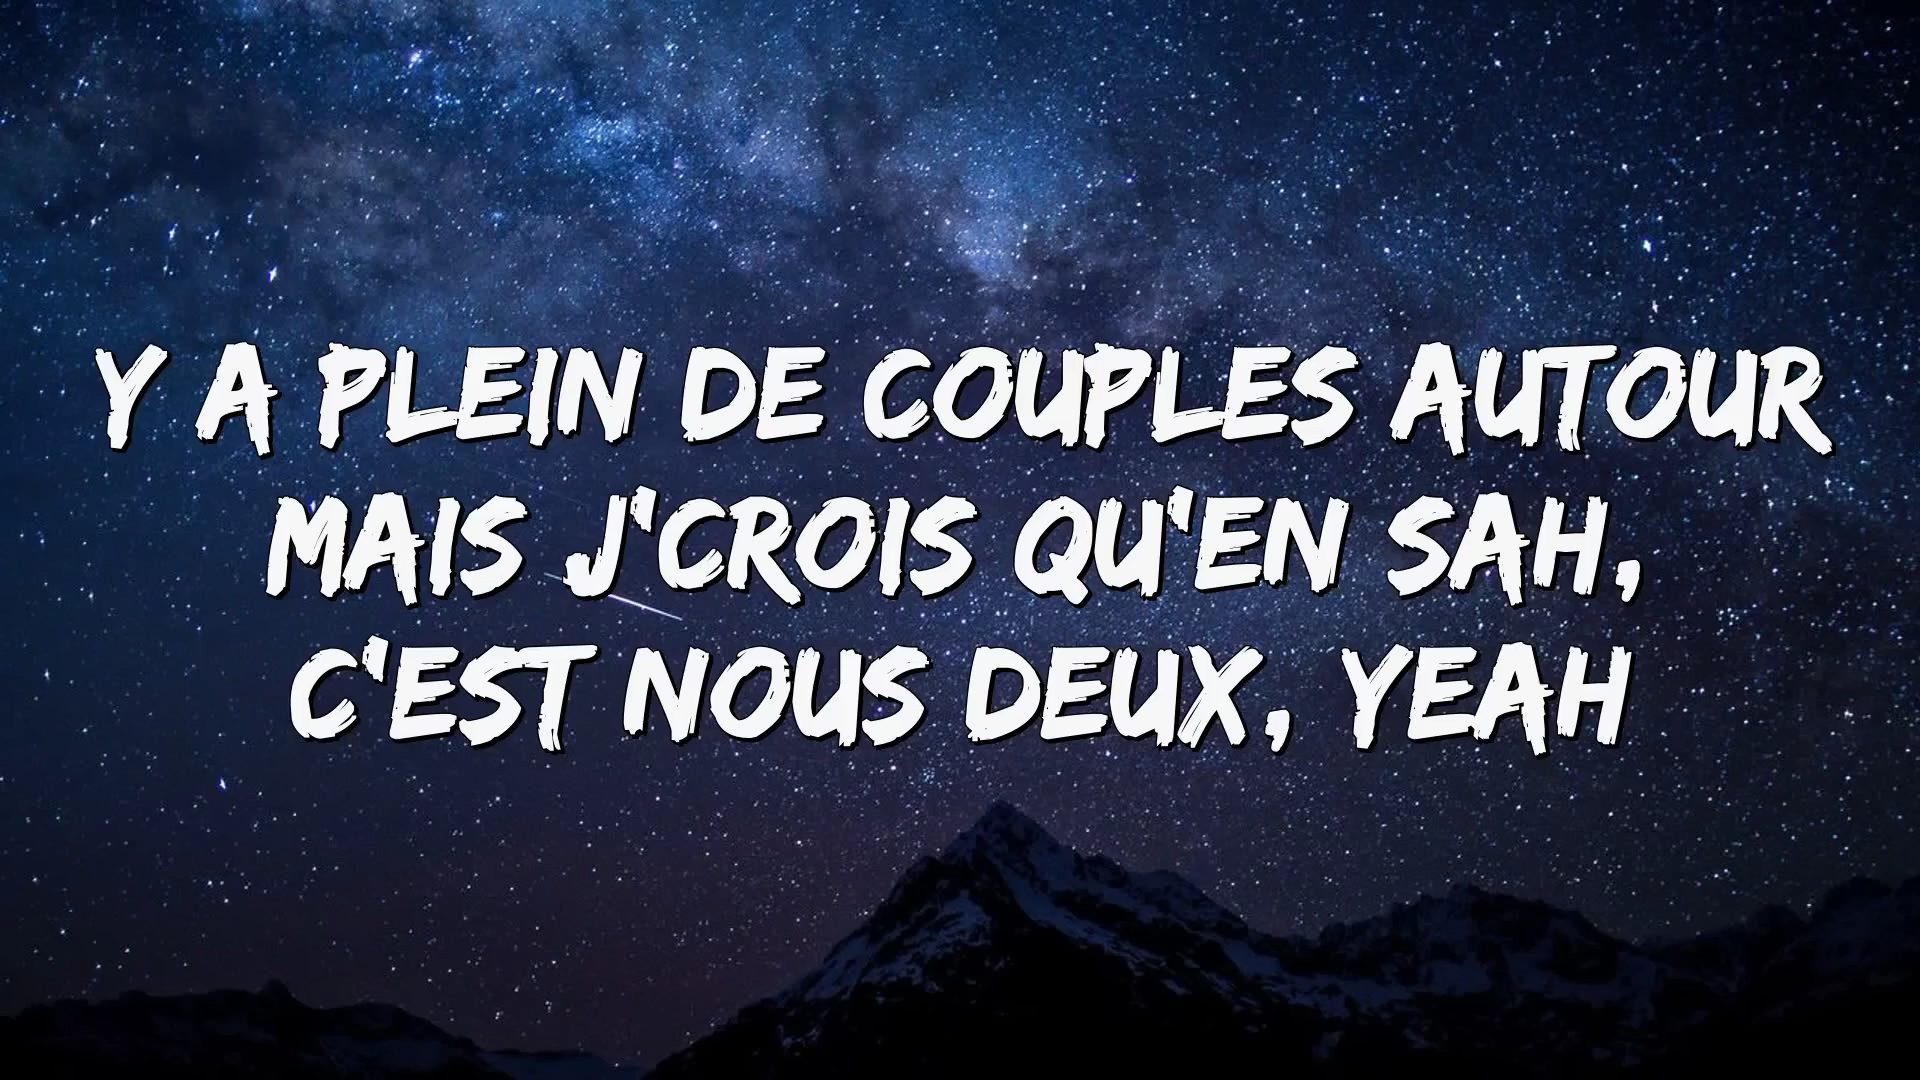 Y A PLEIN DE COUPLES AUTOUR
MAIS J'CROIS QU'EN SAH,
C'EST NOUS DEUX, YEAH